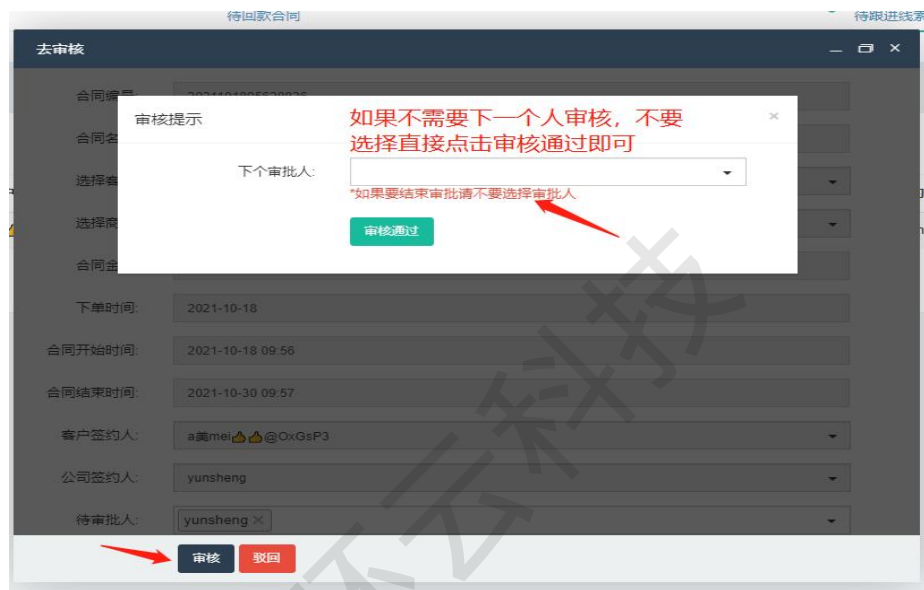 待回款合同
待跟进线索
去审核
合同编号:
审核提示
如果不需要下一个人审核，不要
选择直接点击审核通过即可
合同名
下个审批人:
选择客
*如果要结束审批请不要选择审批人
选择商
审核通过
合同金
下单时间:
2021-10-18
合同开始时间:
2021-10-18 09:56
合同结束时间:
2021-10-30 09:57
客户签约人:
a美mei👍👍@OxGsP3
公司签约人:
yunsheng
待审批人:
yunsheng ×
审核
驳回
环云科技